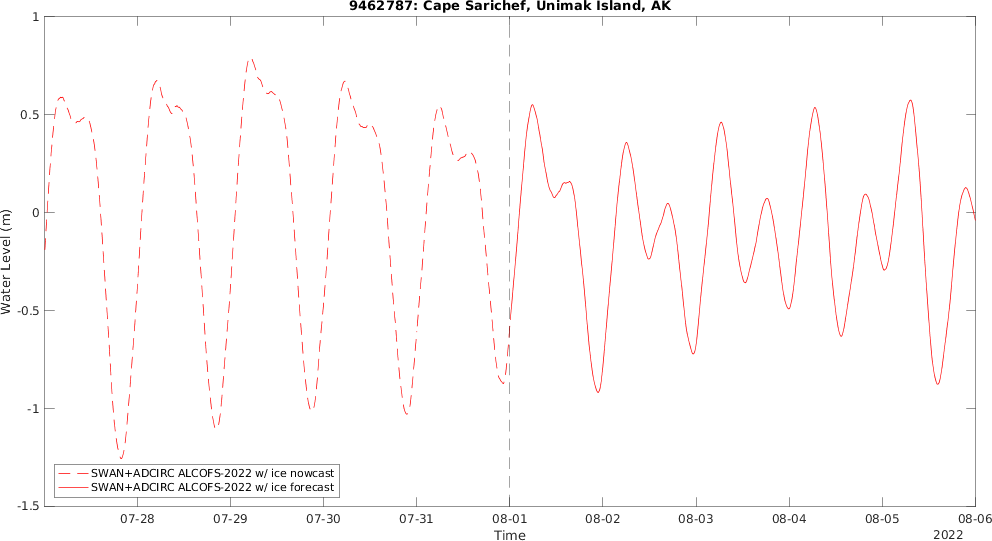 9462787: Cape Sarichef, Unimak Island, AK
1
0.5
0
-0.5
-1
-1.5
Water Level (m)
SWAN+ADCIRC ALCOFS-2022 w/ ice nowcast
SWAN+ADCIRC ALCOFS-2022 w/ ice forecast
07-28 07-29 07-30 07-31 08-01 08-02 08-03 08-04 08-05 08-06
Time
2022